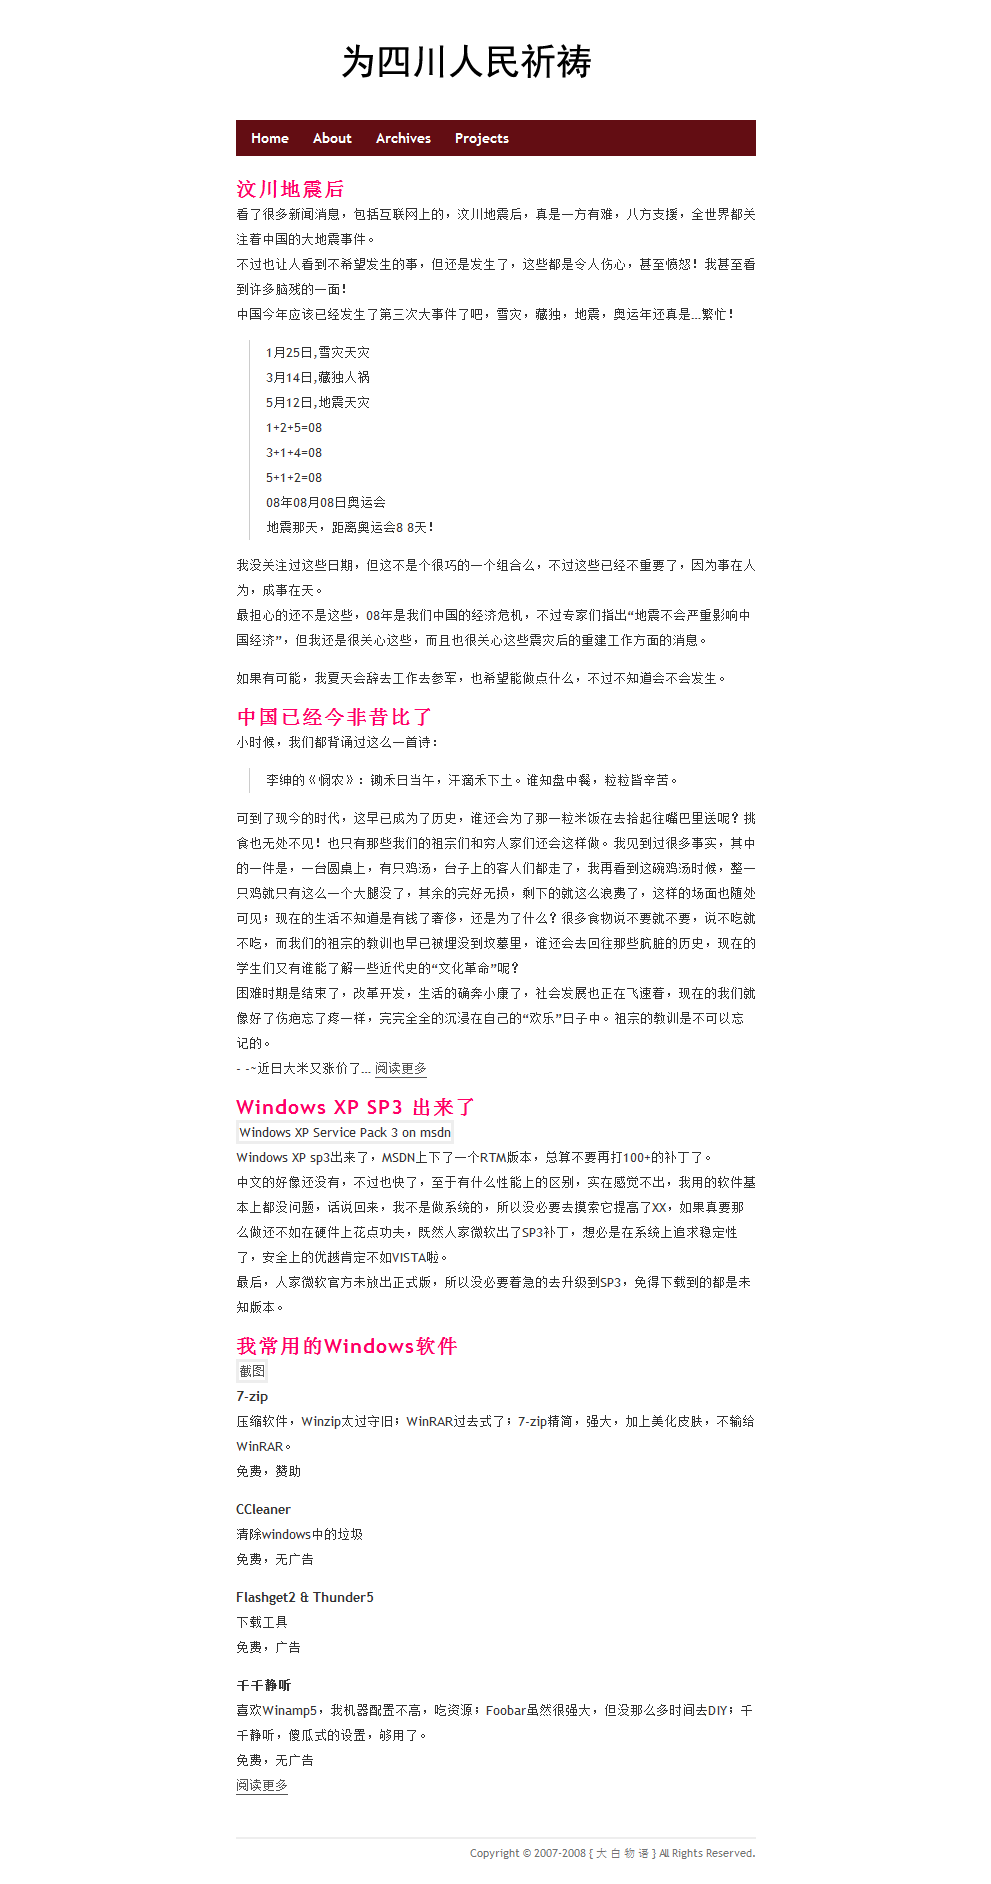 为四川人民祈祷
Home About Archives Projects
汶川地震后
看了很多新闻消息，包括互联网上的，汶川地震后，真是一方有难，八方支援，全世界都关
注着中国的大地震事件。
不过也让人看到不希望发生的事，但还是发生了，这些都是令人伤心，甚至愤怒！我甚至看
到许多脑残的一面！
中国今年应该已经发生了第三次大事件了吧，雪灾，藏独，地震，奥运年还真是...繁忙！
1月25日,雪灾天灾
3月14日,藏独人祸
5月12日,地震天灾
1+2+5=08
3+1+4=08
5+1+2=08
08年08月08日奥运会
地震那天，距离奥运会8 8天！
我没关注过这些日期，但这不是个很巧的一个组合么，不过这些已经不重要了，因为事在人
为，成事在天。
最担心的还不是这些，08年是我们中国的经济危机，不过专家们指出“地震不会严重影响中
国经济”，但我还是很关心这些，而且也很关心这些震灾后的重建工作方面的消息。
如果有可能，我夏天会辞去工作去参军，也希望能做点什么，不过不知道会不会发生。
中国已经今非昔比了
小时候，我们都背诵过这么一首诗：
李绅的《悯农》：锄禾日当午，汗滴禾下土。谁知盘中餐，粒粒皆辛苦。
可到了现今的时代，这早已成为了历史，谁还会为了那一粒米饭在去拾起往嘴巴里送呢？挑
食也无处不见！也只有那些我们的祖宗们和穷人家们还会这样做。我见到过很多事实，其中
的一件是，一台圆桌上，有只鸡汤，台子上的客人们都走了，我再看到这碗鸡汤时候，整一
只鸡就只有这么一个大腿没了，其余的完好无损，剩下的就这么浪费了，这样的场面也随处
可见；现在的生活不知道是有钱了奢侈，还是为了什么？很多食物说不要就不要，说不吃就
不吃，而我们的祖宗的教训也早已被埋没到坟墓里，谁还会去回往那些肮脏的历史，现在的
学生们又有谁能了解一些近代史的“文化革命”呢？
困难时期是结束了，改革开发，生活的确奔小康了，社会发展也正在飞速着，现在的我们就
像好了伤疤忘了疼一样，完完全全的沉浸在自己的“欢乐”日子中。祖宗的教训是不可以忘
记的。
- -~近日大米又涨价了... 阅读更多
Windows XP SP3 出来了
Windows XP Service Pack 3 on msdn
Windows XP sp3出来了，MSDN上下了一个RTM版本，总算不要再打100+的补丁了。
中文的好像还没有，不过也快了，至于有什么性能上的区别，实在感觉不出，我用的软件基
本上都没问题，话说回来，我不是做系统的，所以没必要去摸索它提高了XX，如果真要那
么做还不如在硬件上花点功夫，既然人家微软出了SP3补丁，想必是在系统上追求稳定性
了，安全上的优越肯定不如VISTA啦。
最后，人家微软官方未放出正式版，所以没必要着急的去升级到SP3，免得下载到的都是未
知版本。
我常用的Windows软件
截图
7-zip
压缩软件，Winzip太过守旧；WinRAR过去式了；7-zip精简，强大，加上美化皮肤，不输给
WinRAR。
免费，赞助
CCleaner
清除windows中的垃圾
免费，无广告
Flashget2 & Thunder5
下载工具
免费，广告
千千静听
喜欢Winamp5，我机器配置不高，吃资源；Foobar虽然很强大，但没那么多时间去DIY；千
千静听，傻瓜式的设置，够用了。
免费，无广告
阅读更多
Copyright © 2007-2008 { 大 白 物 语 } All Rights Reserved.